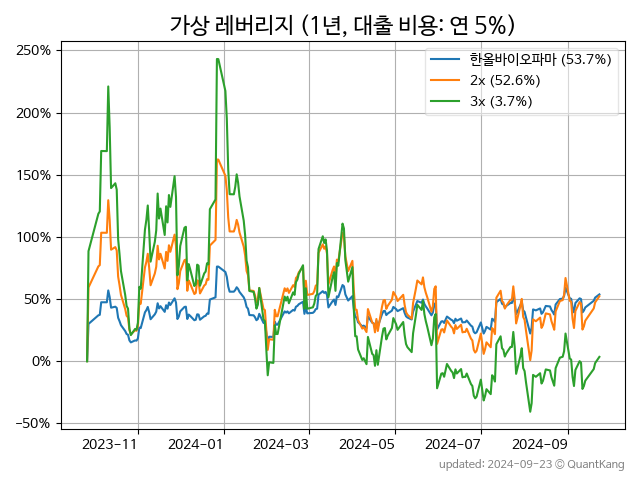 가상 레버리지 (1년, 대출 비용: 연 5%)
250%
200%
150%
100%
50%
0%
−50%
한올바이오파마 (53.7%)
2x (52.6%)
3x (3.7%)
2023-11
2024-01
2024-03
2024-05
2024-07
2024-09
updated: 2024-09-23 © QuantKang